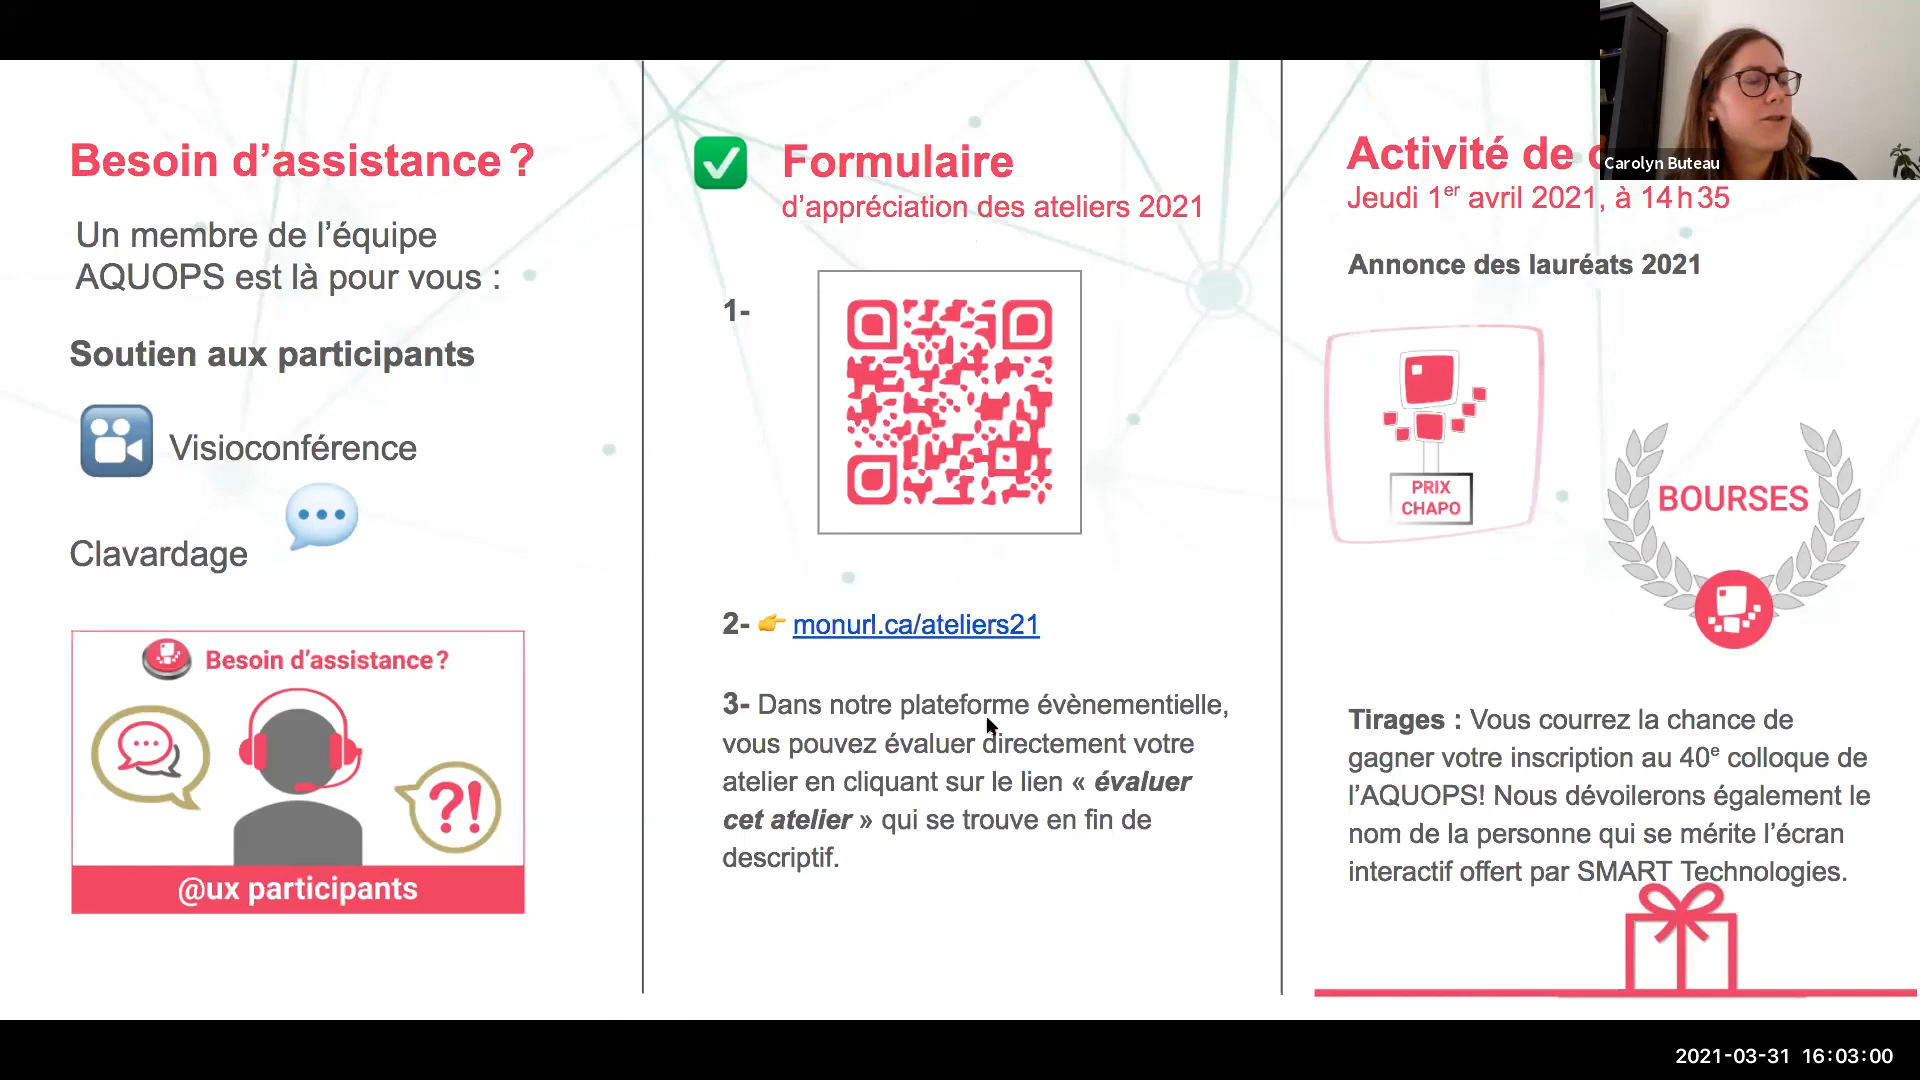 Besoin d’assistance ?
Un membre de l’équipe
AQUOPS est là pour vous :
Soutien aux participants
Visioconférence
Clavardage
Besoin d’assistance ?
?!
@ux participants
Formulaire
d’appréciation des ateliers 2021
1-
2- monurl.ca/ateliers21
3- Dans notre plateforme évènementielle,
vous pouvez évaluer directement votre
atelier en cliquant sur le lien « évaluer
cet atelier » qui se trouve en fin de
descriptif.
Activité de
Jeudi 1er avril 2021, à 14 h 35
Annonce des lauréats 2021
PRIX
CHAPO
BOURSES
Tirages : Vous courrez la chance de
gagner votre inscription au 40e colloque de
l’AQUOPS! Nous dévoilerons également le
nom de la personne qui se mérite l’écran
interactif offert par SMART Technologies.
Carolyn Buteau
2021-03-31 16:03:00